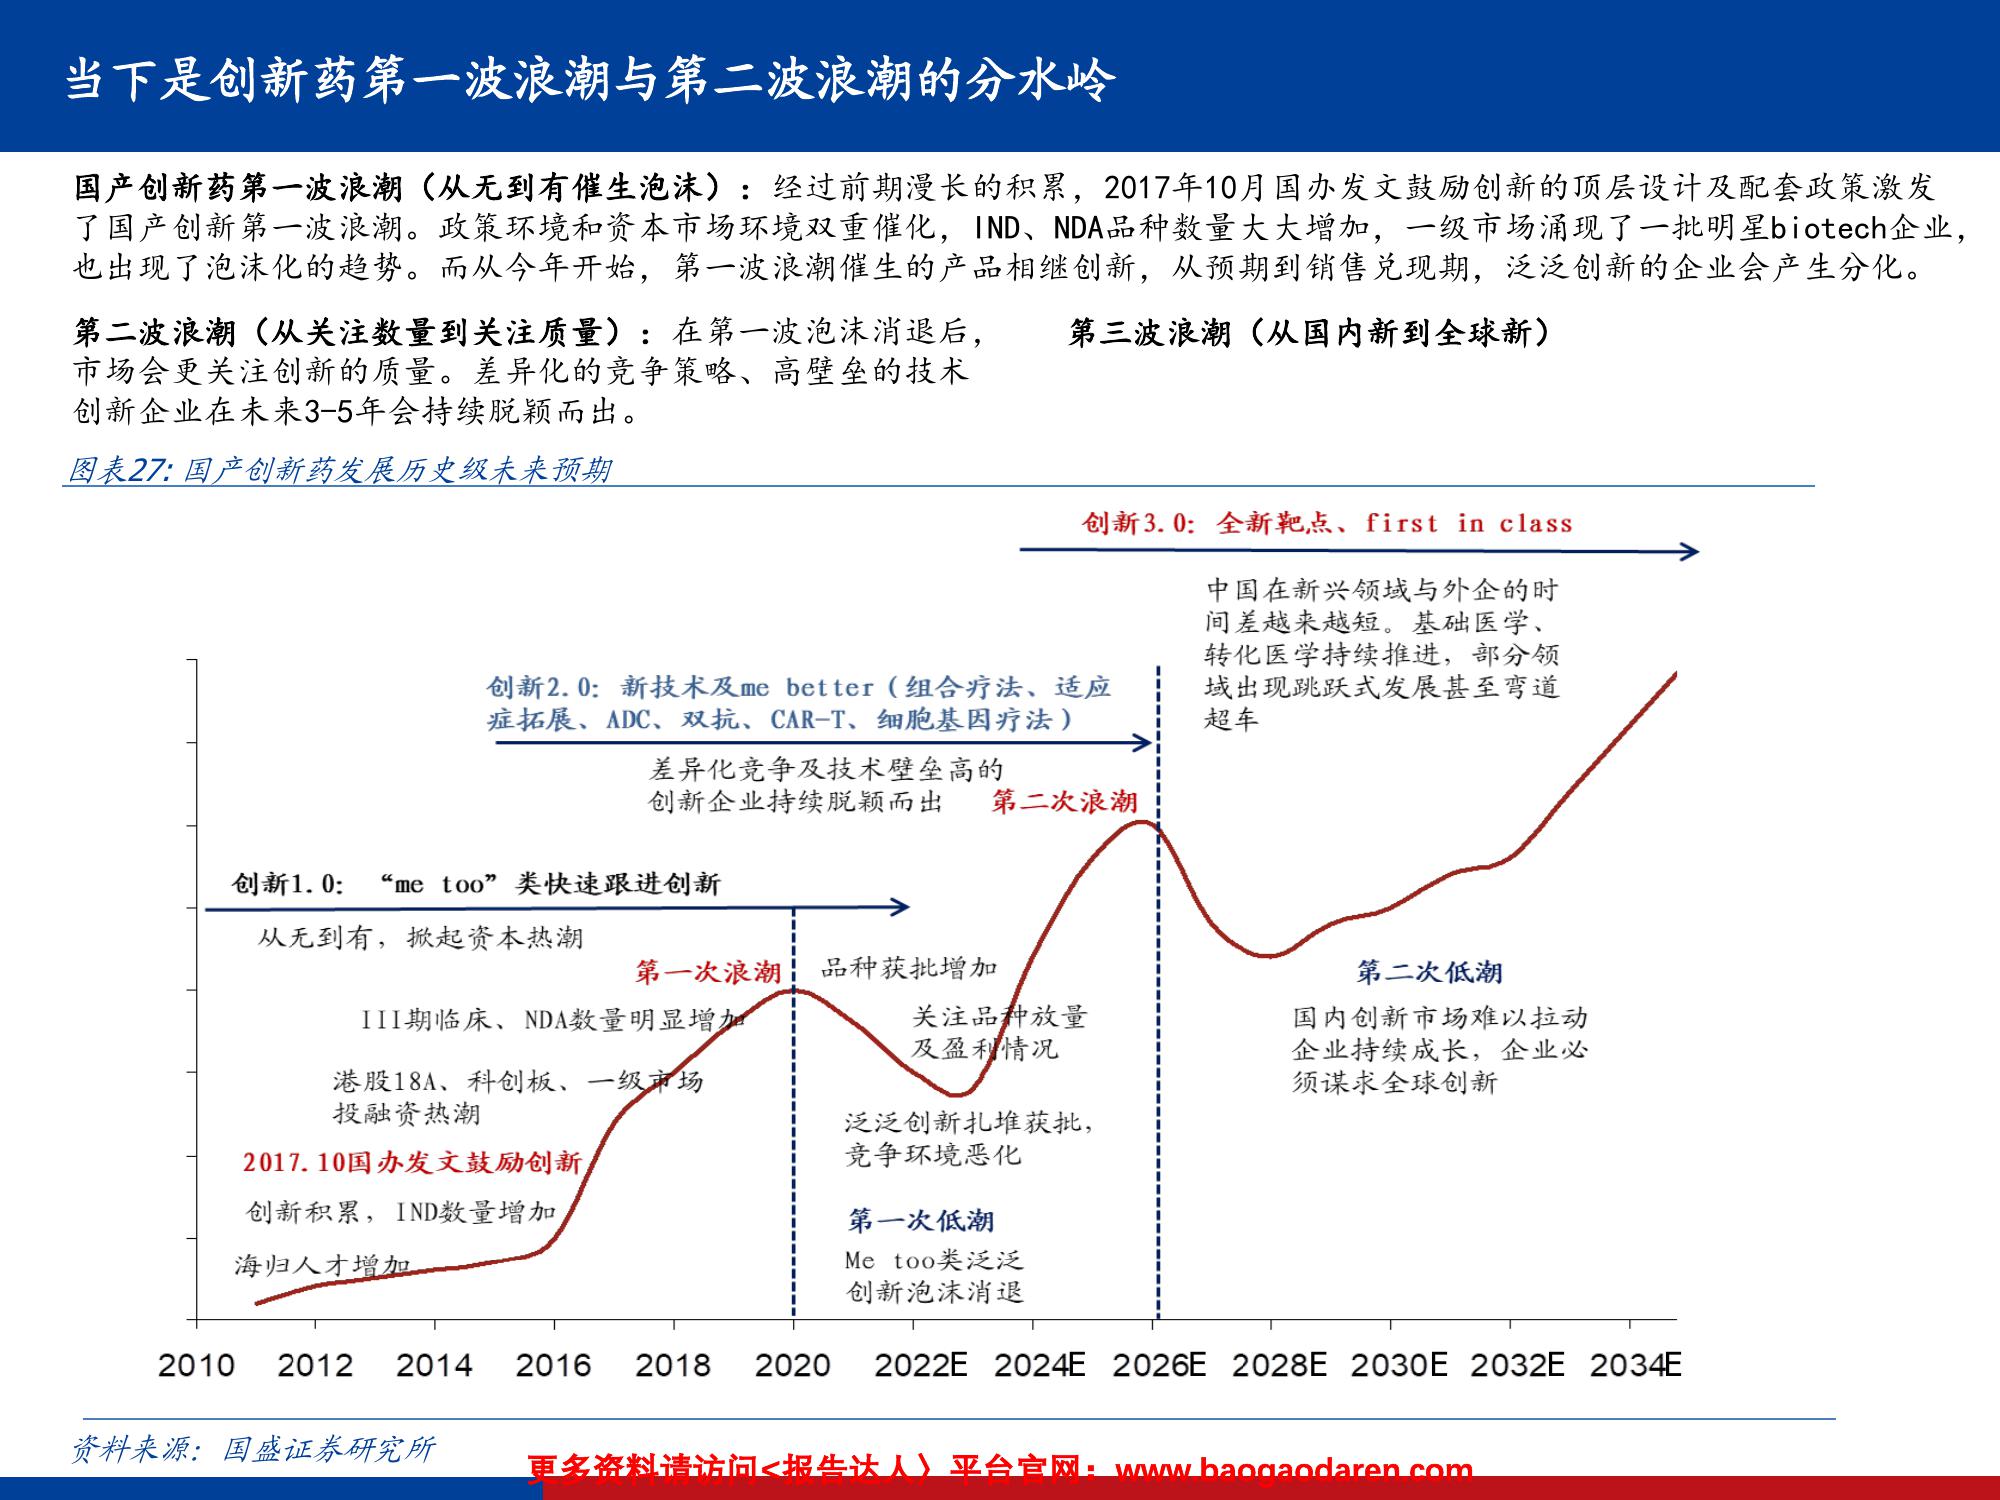 当下是创新药第一波浪潮与第二波浪潮的分水岭
国产创新药第一波浪潮（从无到有催生泡沫）：经过前期漫长的积累，2017年10月国办发文鼓励创新的顶层设计及配套政策激发
了国产创新第一波浪潮。政策环境和资本市场环境双重催化，IND、NDA品种数量大大增加，一级市场涌现了一批明星biotech企业，
也出现了泡沫化的趋势。而从今年开始，第一波浪潮催生的产品相继创新，从预期到销售兑现期，泛泛创新的企业会产生分化。
第二波浪潮（从关注数量到关注质量）：在第一波泡沫消退后，
市场会更关注创新的质量。差异化的竞争策略、高壁垒的技术
创新企业在未来3-5年会持续脱颖而出。
第三波浪潮（从国内新到全球新）
图表27: 国产创新药发展历史级未来预期
创新3.0: 全新靶点、first in class
中国在新兴领域与外企的时
间差越来越短。基础医学、
转化医学持续推进，部分领
域出现跳跃式发展甚至弯道
超车
创新2.0: 新技术及me better（组合疗法、适应
症拓展、ADC、双抗、CAR-T、细胞基因疗法）
差异化竞争及技术壁垒高的
创新企业持续脱颖而出
第二次浪潮
创新1.0: “me too”类快速跟进创新
从无到有，掀起资本热潮
第一次浪潮
品种获批增加
III期临床、NDA数量明显增加
关注品种放量
及盈利情况
港股18A、科创板、一级市场
投融资热潮
2017.10国办发文鼓励创新
创新积累，IND数量增加
海归人才增加
泛泛创新扎堆获批，
竞争环境恶化
第一次低潮
Me too类泛泛
创新泡沫消退
第二次低潮
国内创新市场难以拉动
企业持续成长，企业必
须谋求全球创新
2010 2012 2014 2016 2018 2020 2022E 2024E 2026E 2028E 2030E 2032E 2034E
资料来源：国盛证券研究所
更多资料请访问<报告达人〉平台官网：www.baogaodaren.com